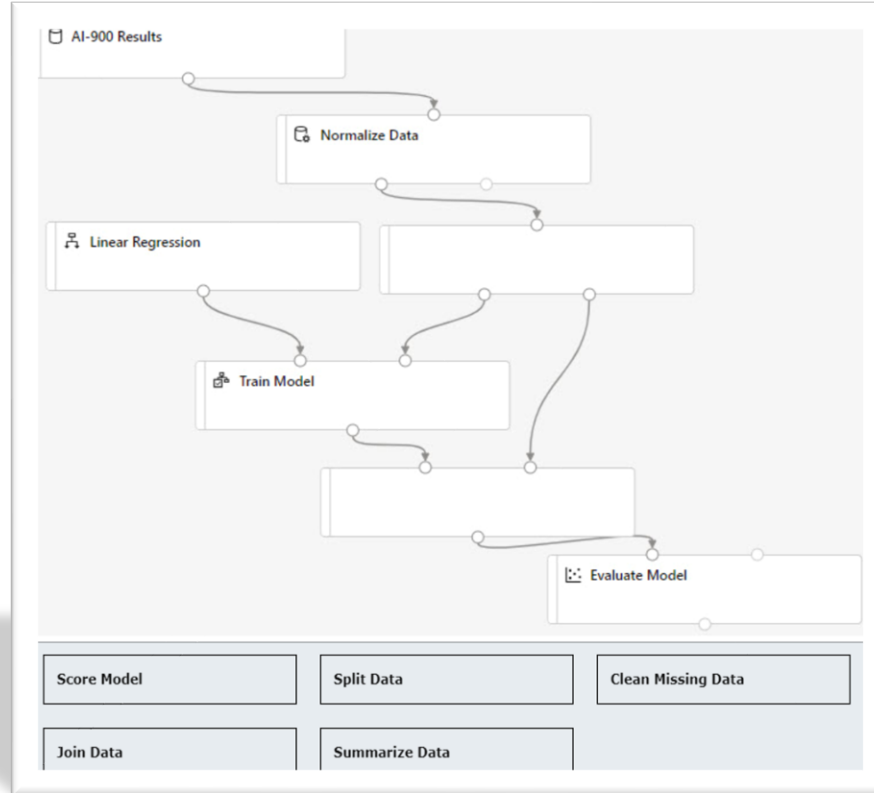 AI-900 Results
Normalize Data
Linear Regression
Train Model
Evaluate Model
Score Model
Split Data
Clean Missing Data
Join Data
Summarize Data